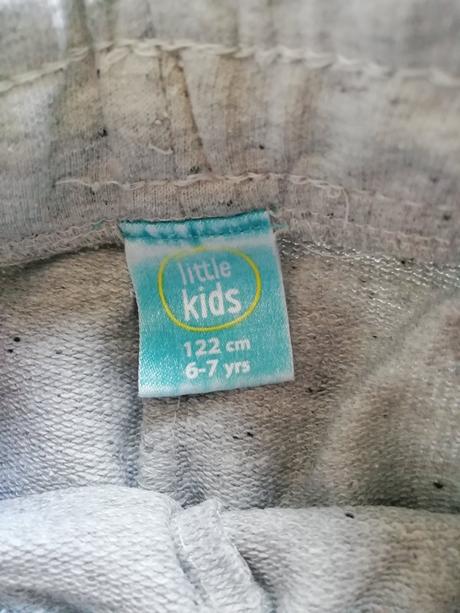 little
kids
122 cm
6-7 yrs